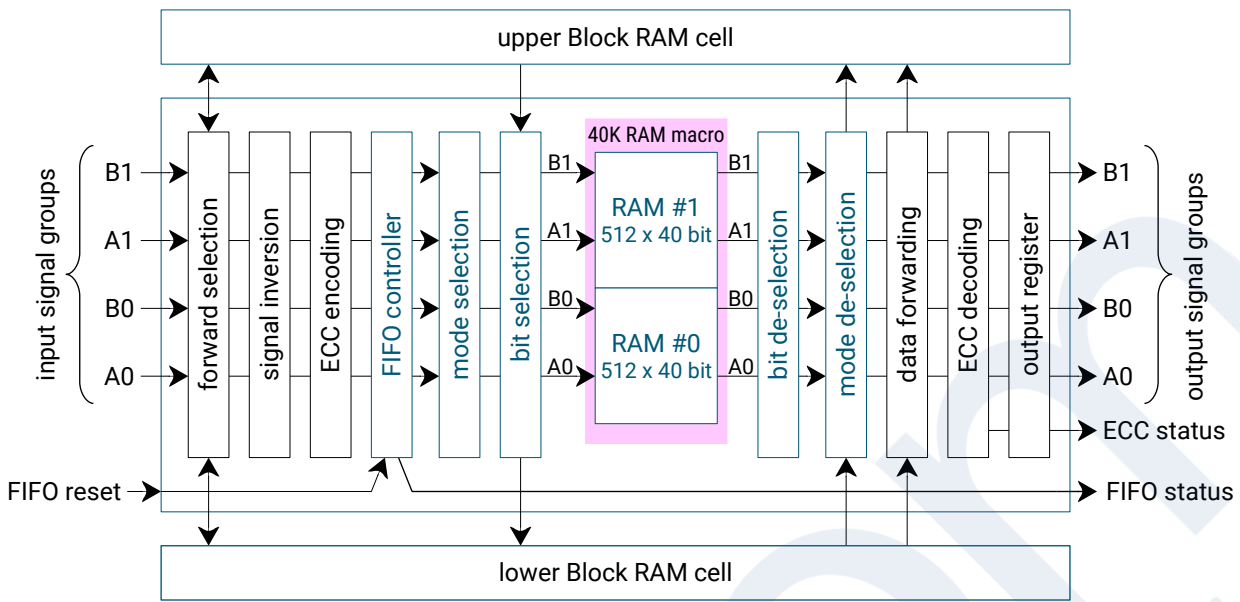 upper Block RAM cell
input signal groups
B1
A1
B0
A0
forward selection
signal inversion
ECC encoding
FIFO controller
mode selection
bit selection
B1
A1
B0
A0
40K RAM macro
RAM #1
512 x 40 bit
RAM #0
512 x 40 bit
B1
A1
B0
A0
bit de-selection
mode de-selection
data forwarding
ECC decoding
output register
B1
A1
B0
A0
output signal groups
ECC status
FIFO reset
FIFO status
lower Block RAM cell